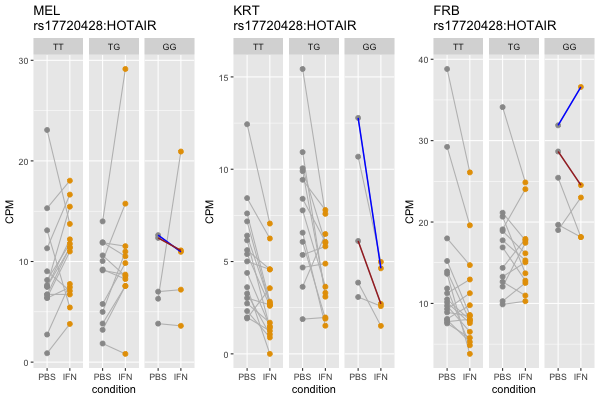 MEL
rs17720428:HOTAIR
TT TG GG
CPM
30
20
10
0
PBS IFN PBS IFN PBS IFN
condition
KRT
rs17720428:HOTAIR
TT TG GG
CPM
15
10
5
0
PBS IFN PBS IFN PBS IFN
condition
FRB
rs17720428:HOTAIR
TT TG GG
CPM
40
30
20
10
PBS IFN PBS IFN PBS IFN
condition